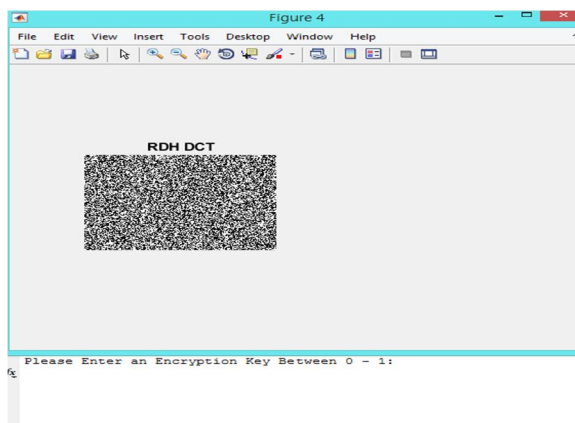 Figure 4
File Edit View Insert Tools Desktop Window Help
RDH DCT
Please Enter an Encryption Key Between 0 - 1:
fx